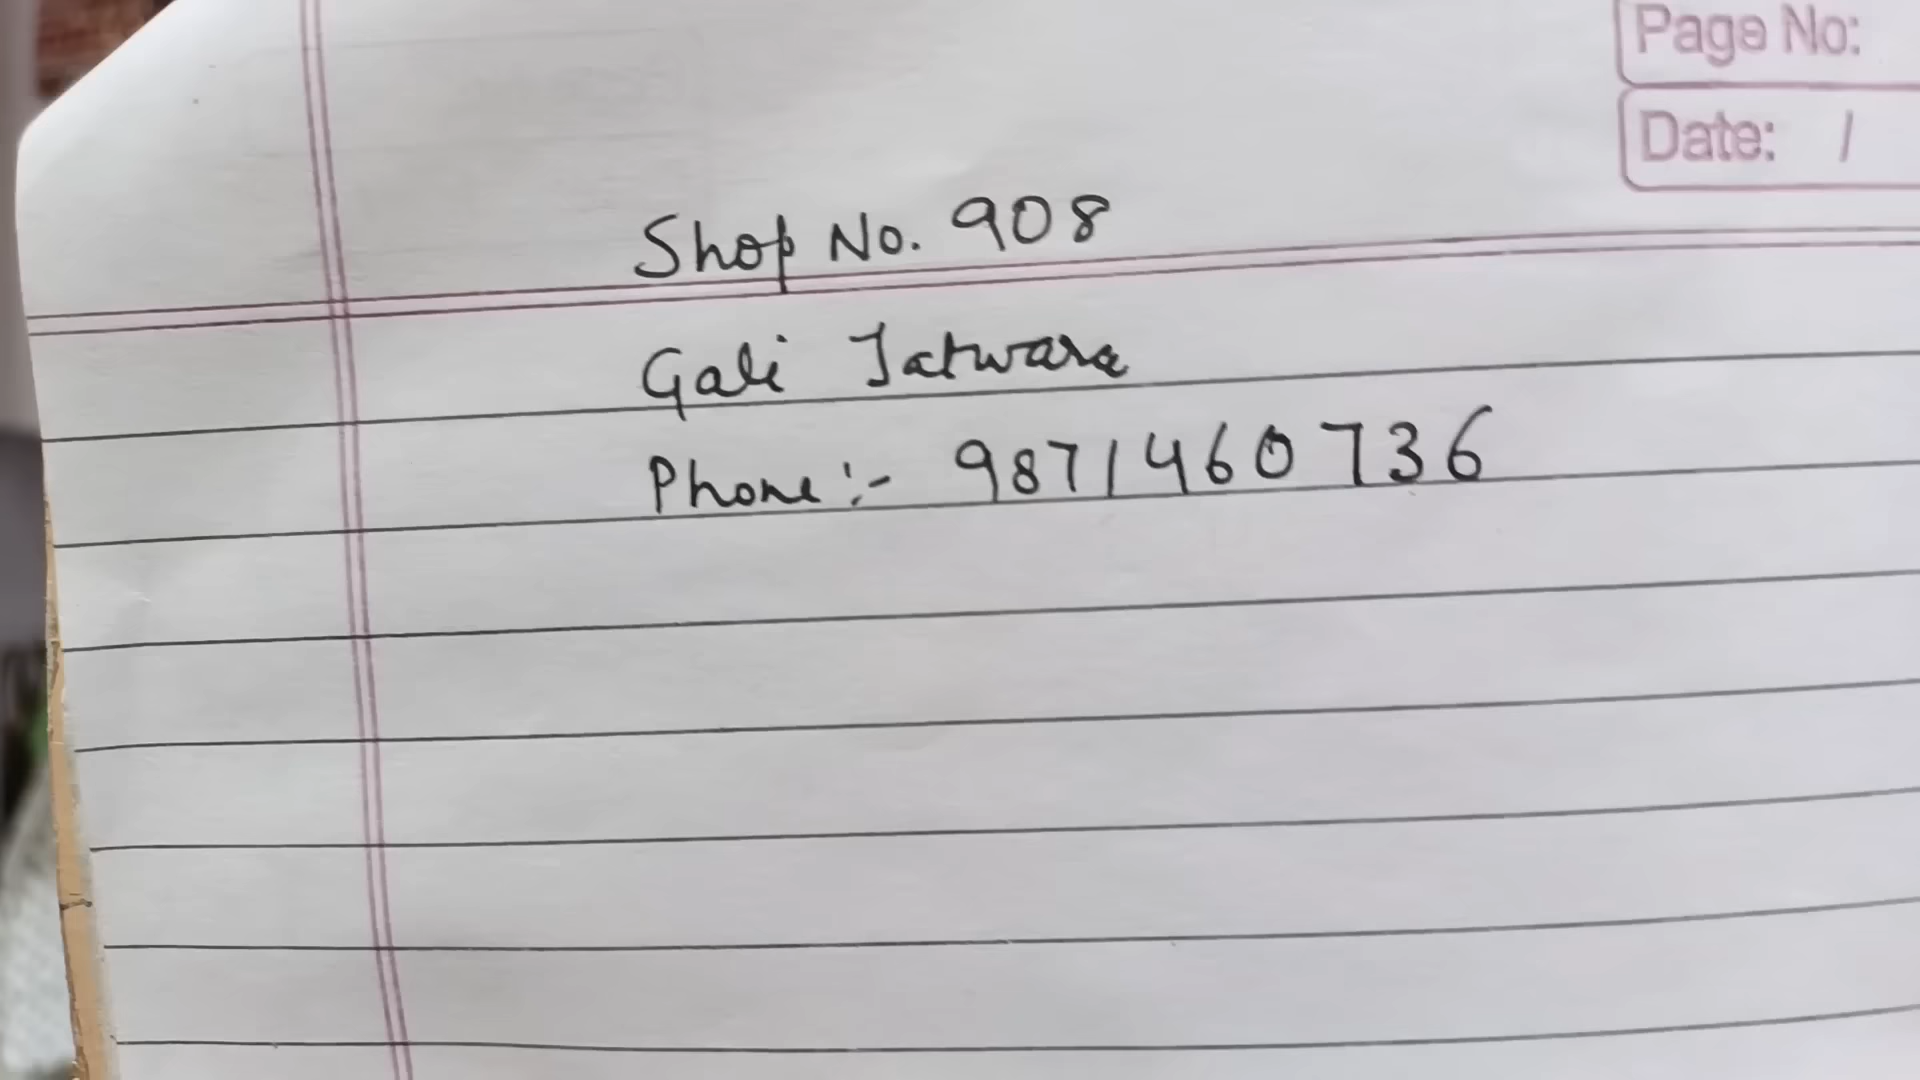 Page No:
Date: /
Shop No. 908
Gali Jatwara
Phone:- 9871460736